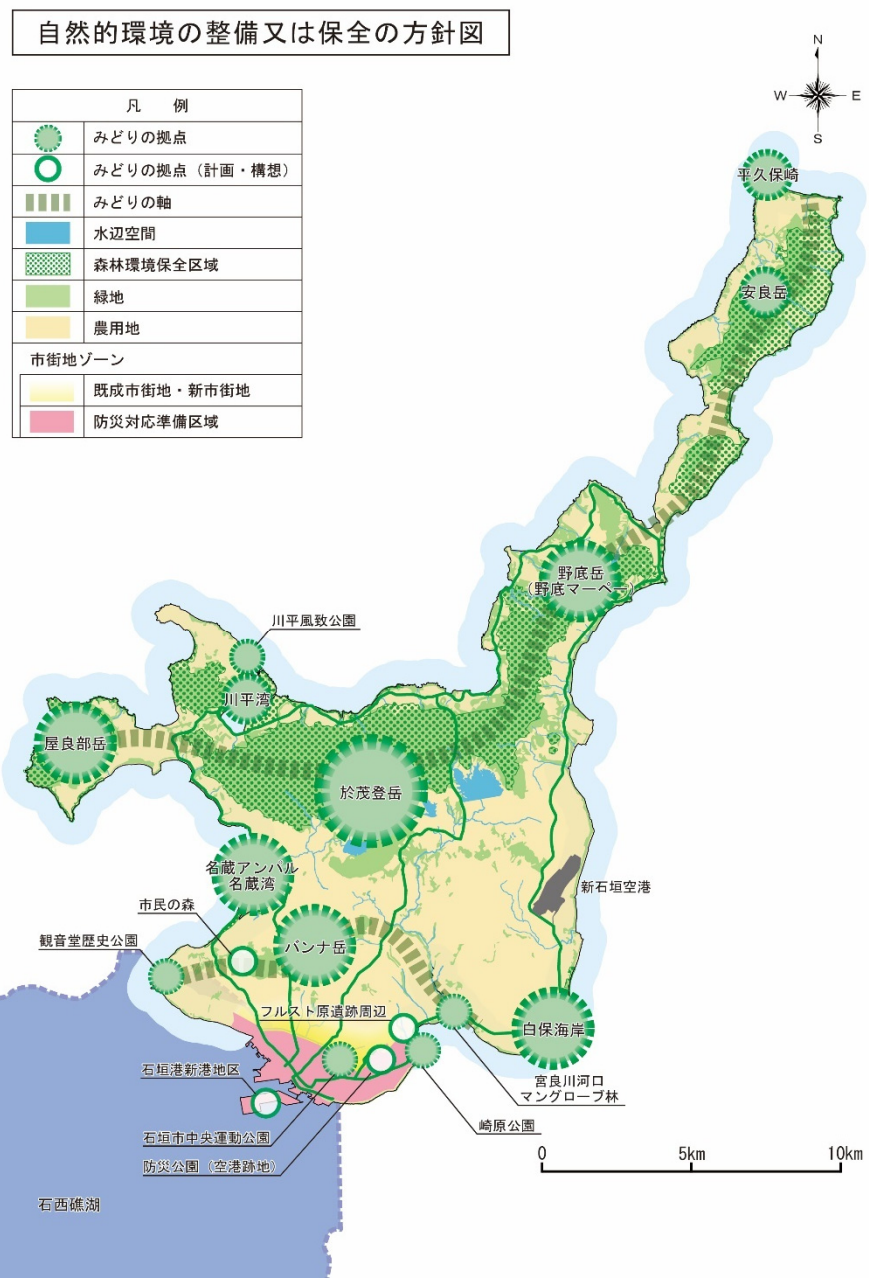 自然的環境の整備又は保全の方針図
N
W
E
S
凡 例
みどりの拠点
みどりの拠点（計画・構想）
みどりの軸
水辺空間
森林環境保全区域
緑地
農用地
市街地ゾーン
既成市街地・新市街地
防災対応準備区域
平久保崎
安良岳
野底岳
（野底マーペー）
川平風致公園
川平湾
屋良部岳
於茂登岳
名蔵アンパル
名蔵湾
新石垣空港
市民の森
バンナ岳
観音堂歴史公園
フルスト原遺跡周辺
白保海岸
石垣港新港地区
宮良川河口
マングローブ林
崎原公園
石垣市中央運動公園
防災公園（空港跡地）
0
5km
10km
石西礁湖